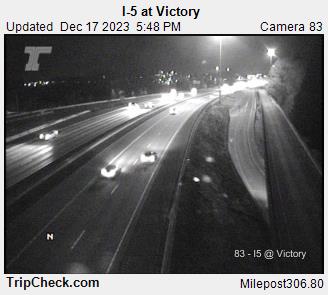 I-5 at Victory
Updated Dec 17 2023 5:48 PM Camera 83
T
N
83 - I5 @ Victory
TripCheck.com Milepost306.80